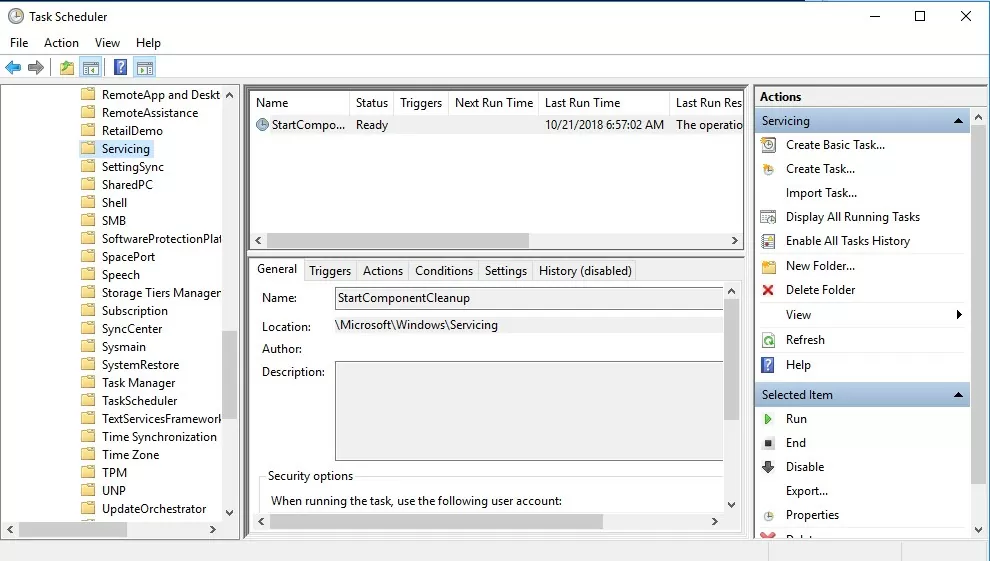 Task Scheduler
File Action View Help
RemoteApp and Deskt
RemoteAssistance
RetailDemo
Servicing
SettingSync
SharedPC
Shell
SMB
SoftwareProtectionPlat
SpacePort
Speech
Storage Tiers Manager
Subscription
SyncCenter
Sysmain
SystemRestore
Task Manager
TaskScheduler
TextServicesFramework
Time Synchronization
Time Zone
TPM
UNP
UpdateOrchestrator
Name Status Triggers Next Run Time Last Run Time Last Run Res
StartCompo... Ready 10/21/2018 6:57:02 AM The operatio
General Triggers Actions Conditions Settings History (disabled)
Name: StartComponentCleanup
Location: \Microsoft\Windows\Servicing
Author:
Description:
Security options
When running the task, use the following user account:
Actions
Servicing
Create Basic Task...
Create Task...
Import Task...
Display All Running Tasks
Enable All Tasks History
New Folder...
Delete Folder
View
Refresh
Help
Selected Item
Run
End
Disable
Export...
Properties